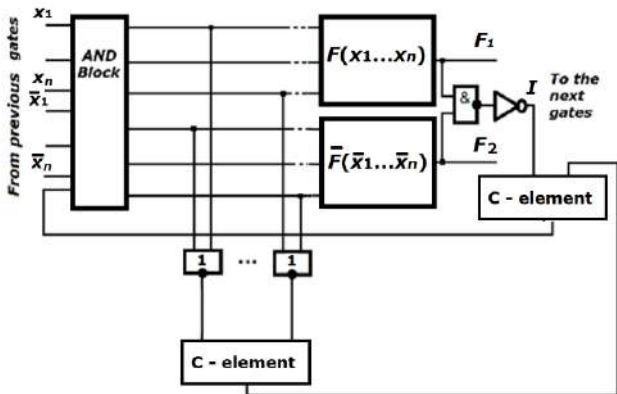 From previous gates
x₁
xₙ
x̄₁
x̄ₙ
AND
Block
F(x₁...xₙ)
F̄(x̄₁...x̄ₙ)
F₁
F₂
&
I
To the
next
gates
C - element
1
...
1
C - element